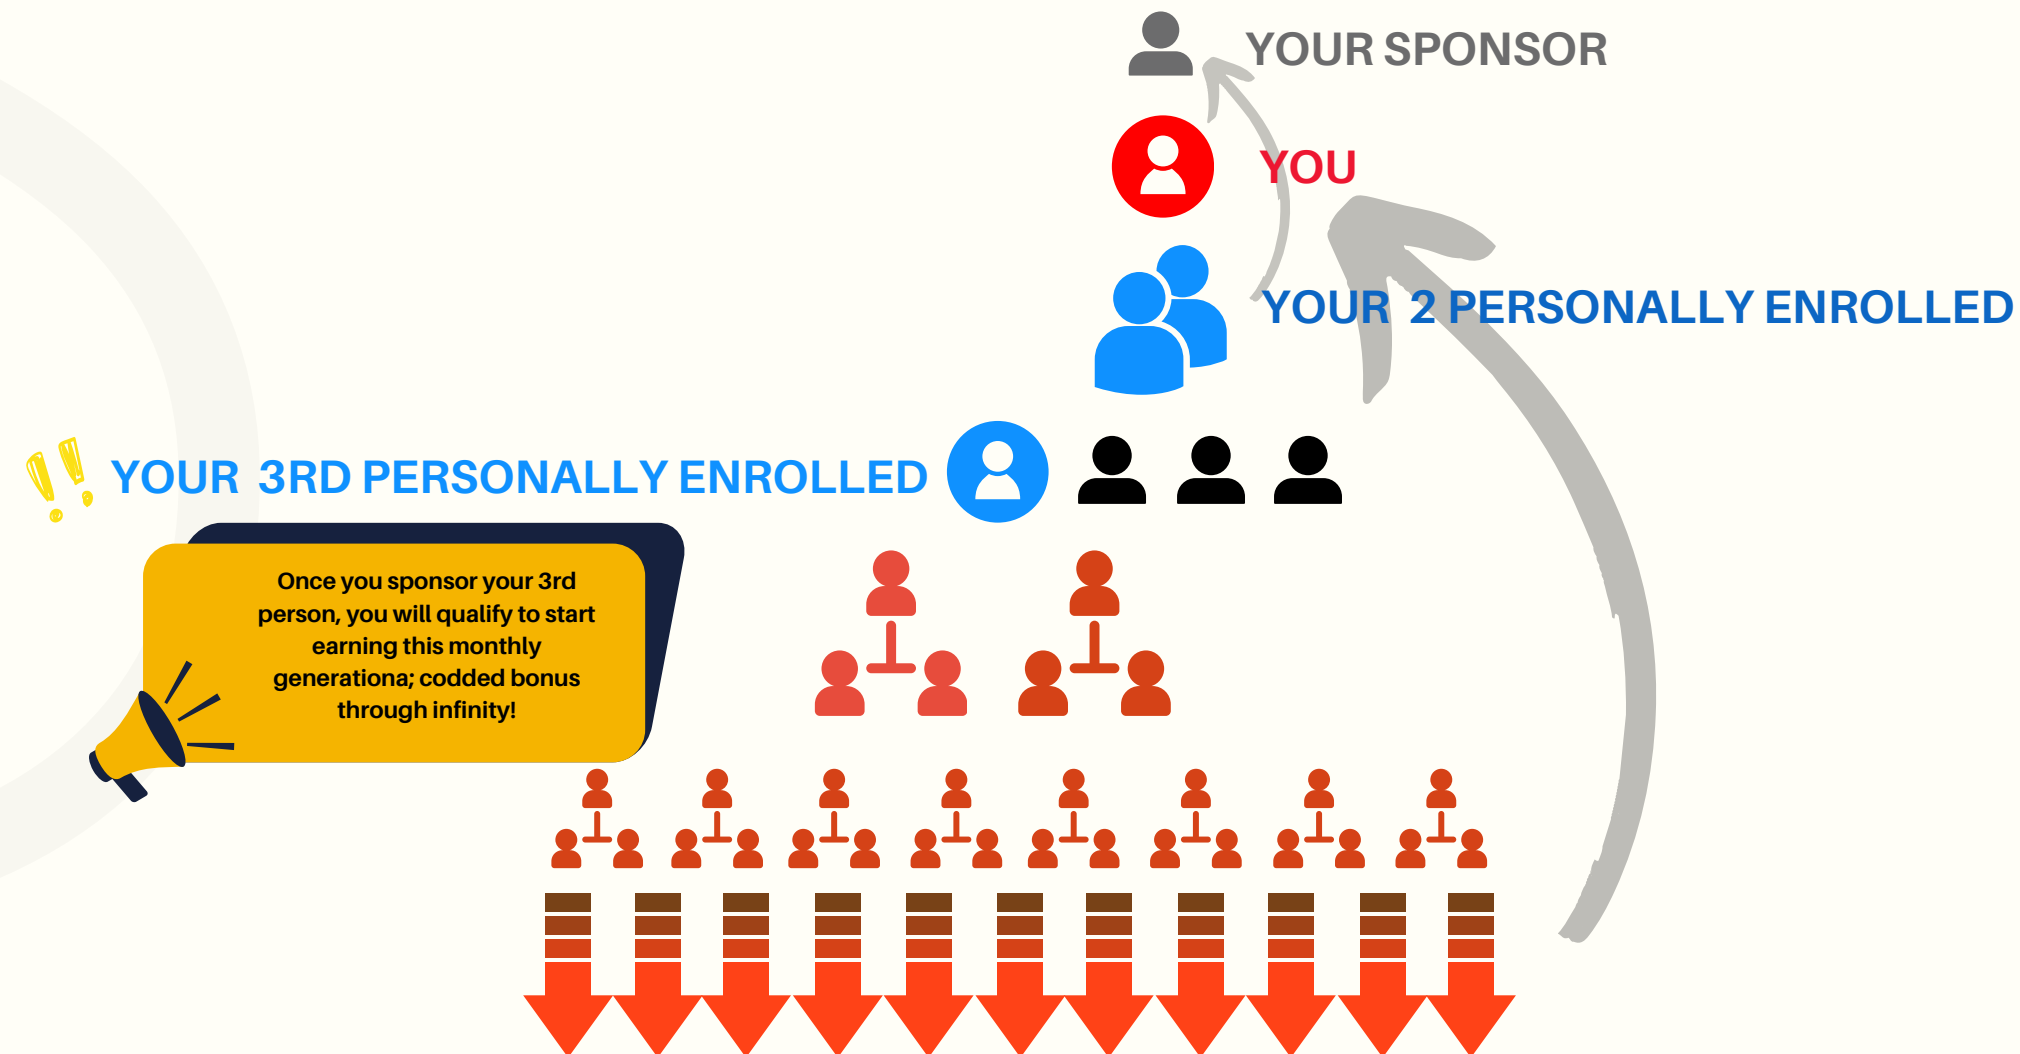 YOUR SPONSOR
YOU
YOUR 2 PERSONALLY ENROLLED
YOUR 3RD PERSONALLY ENROLLED
Once you sponsor your 3rd
person, you will qualify to start
earning this monthly
generationa; codded bonus
through infinity!